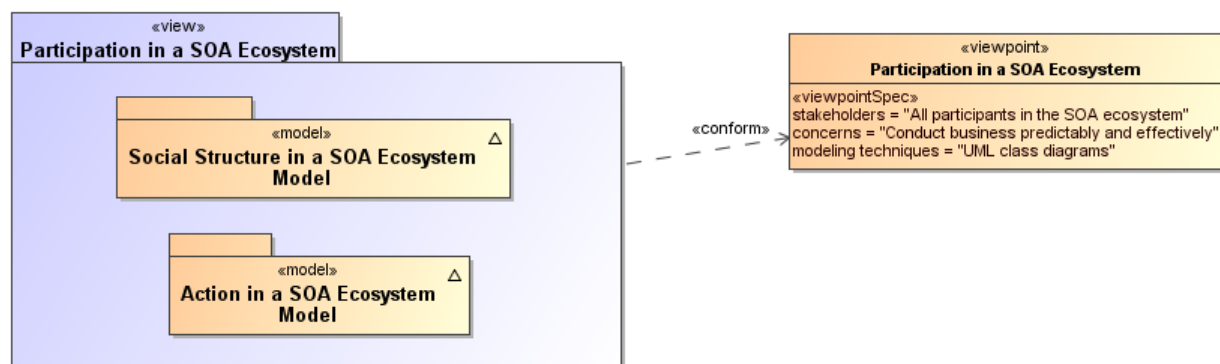 «view»
Participation in a SOA Ecosystem
«model»
Social Structure in a SOA Ecosystem
Model
«model»
Action in a SOA Ecosystem
Model
«conform»
«viewpoint»
Participation in a SOA Ecosystem
«viewpointSpec»
stakeholders = "All participants in the SOA ecosystem"
concerns = "Conduct business predictably and effectively"
modeling techniques = "UML class diagrams"